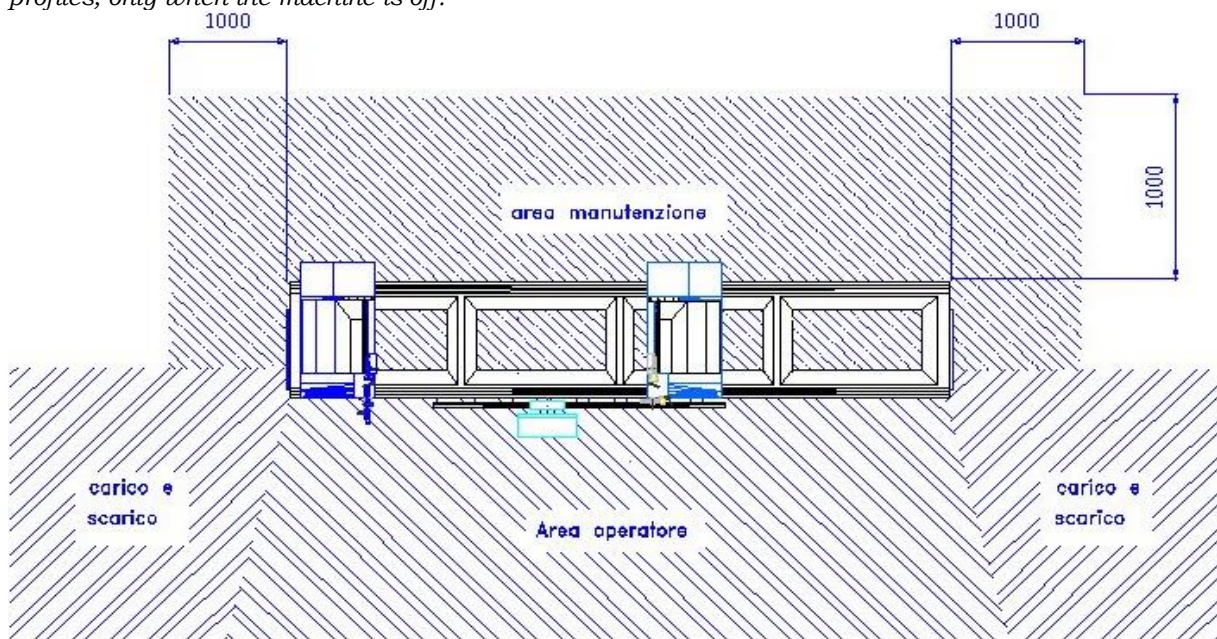 profiles, only when the machine is off.
1000
1000
1000
area manutenzione
carico e
scarico
Area operatore
carico e
scarico